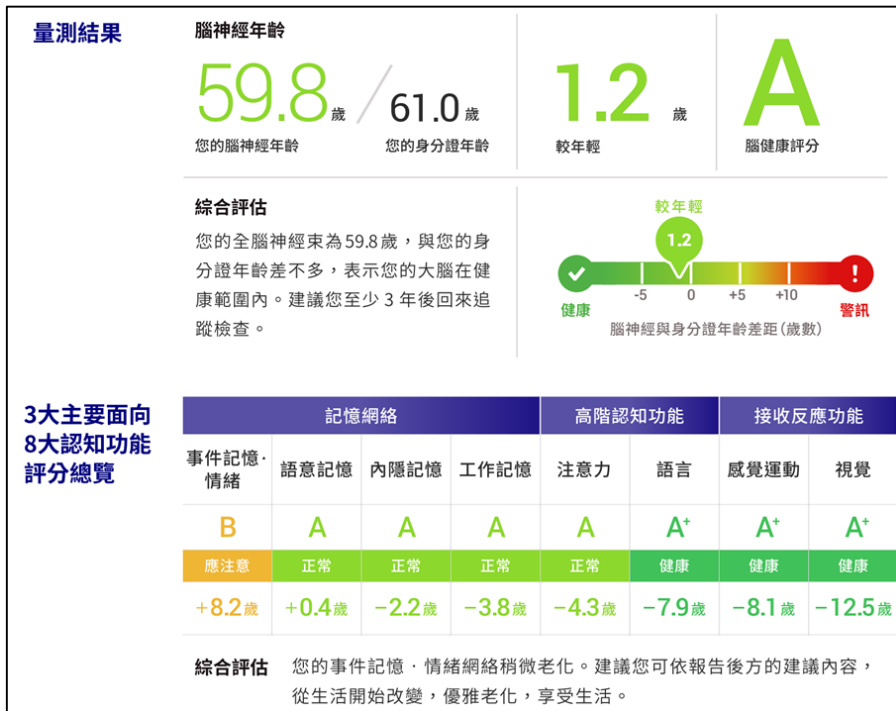 量測結果
腦神經年齡
59.8歲 / 61.0歲
您的腦神經年齡 您的身分證年齡
1.2 歲
較年輕
A
腦健康評分
綜合評估
您的全腦神經束為59.8歲，與您的身
分證年齡差不多，表示您的大腦在健
康範圍內。建議您至少 3 年後回來追
蹤檢查。
較年輕
1.2
-5 0 +5 +10
健康 警訊
腦神經與身分證年齡差距(歲數)
3大主要面向
8大認知功能
評分總覽
記憶網絡 高階認知功能 接收反應功能
事件記憶·情緒 語意記憶 內隱記憶 工作記憶 注意力 語言 感覺運動 視覺
B A A A A A+ A+ A+
應注意 正常 正常 正常 正常 健康 健康 健康
+8.2歲 +0.4歲 −2.2歲 −3.8歲 −4.3歲 −7.9歲 −8.1歲 −12.5歲
綜合評估 您的事件記憶·情緒網絡稍微老化。建議您可依報告後方的建議內容，
從生活開始改變，優雅老化，享受生活。